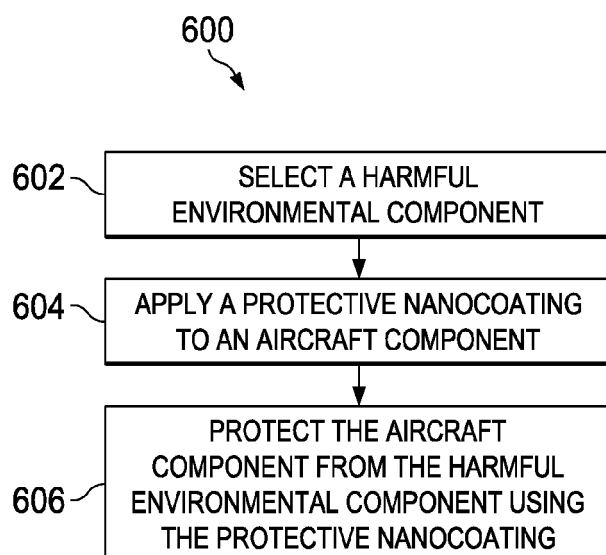 600
602
SELECT A HARMFUL
ENVIRONMENTAL COMPONENT
604
APPLY A PROTECTIVE NANOCOATING
TO AN AIRCRAFT COMPONENT
606
PROTECT THE AIRCRAFT
COMPONENT FROM THE HARMFUL
ENVIRONMENTAL COMPONENT USING
THE PROTECTIVE NANOCOATING